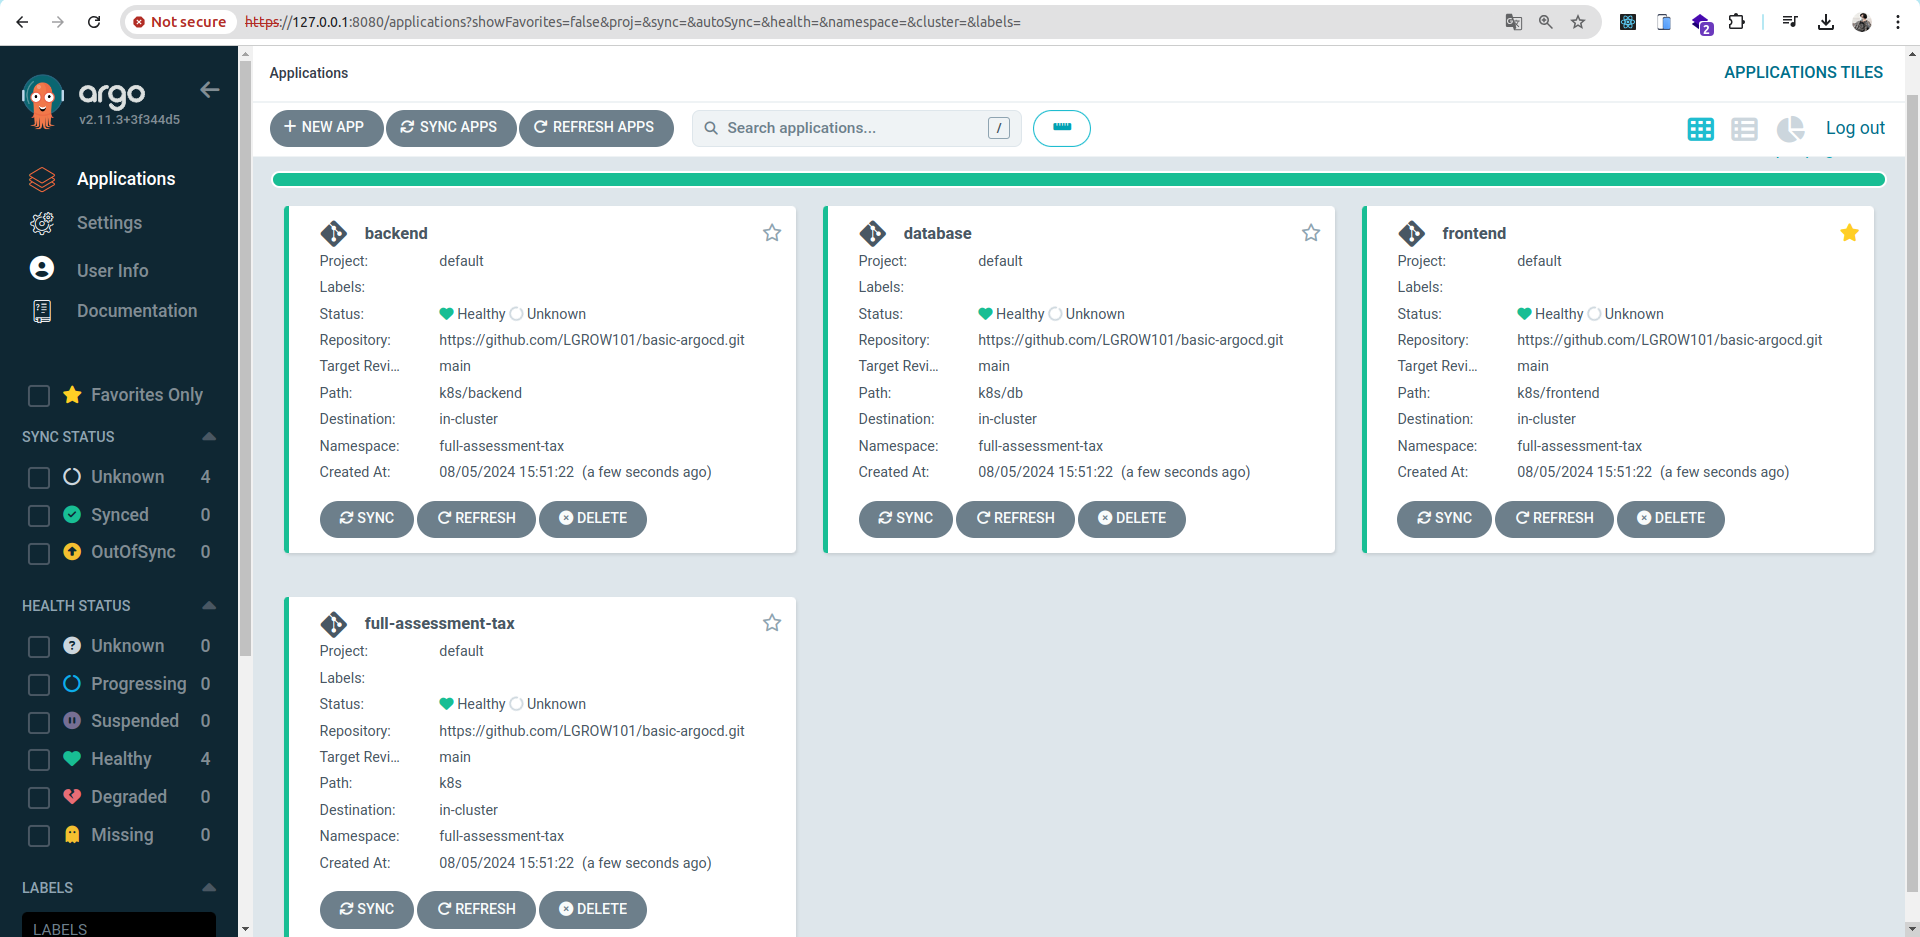 Not secure https://127.0.0.1:8080/applications?showFavorites=false&proj=&sync=&autoSync=&health=&namespace=&cluster=&labels=
2
argo
v2.11.3+3f344d5
Applications
Settings
User Info
Documentation
Favorites Only
SYNC STATUS
Unknown 4
Synced 0
OutOfSync 0
HEALTH STATUS
Unknown 0
Progressing 0
Suspended 0
Healthy 4
Degraded 0
Missing 0
LABELS
LABELS
Applications
APPLICATIONS TILES
NEW APP SYNC APPS REFRESH APPS Search applications... / Log out
backend
Project: default
Labels:
Status: Healthy Unknown
Repository: https://github.com/LGROW101/basic-argocd.git
Target Revi... main
Path: k8s/backend
Destination: in-cluster
Namespace: full-assessment-tax
Created At: 08/05/2024 15:51:22 (a few seconds ago)
SYNC REFRESH DELETE
database
Project: default
Labels:
Status: Healthy Unknown
Repository: https://github.com/LGROW101/basic-argocd.git
Target Revi... main
Path: k8s/db
Destination: in-cluster
Namespace: full-assessment-tax
Created At: 08/05/2024 15:51:22 (a few seconds ago)
SYNC REFRESH DELETE
frontend
Project: default
Labels:
Status: Healthy Unknown
Repository: https://github.com/LGROW101/basic-argocd.git
Target Revi... main
Path: k8s/frontend
Destination: in-cluster
Namespace: full-assessment-tax
Created At: 08/05/2024 15:51:22 (a few seconds ago)
SYNC REFRESH DELETE
full-assessment-tax
Project: default
Labels:
Status: Healthy Unknown
Repository: https://github.com/LGROW101/basic-argocd.git
Target Revi... main
Path: k8s
Destination: in-cluster
Namespace: full-assessment-tax
Created At: 08/05/2024 15:51:22 (a few seconds ago)
SYNC REFRESH DELETE